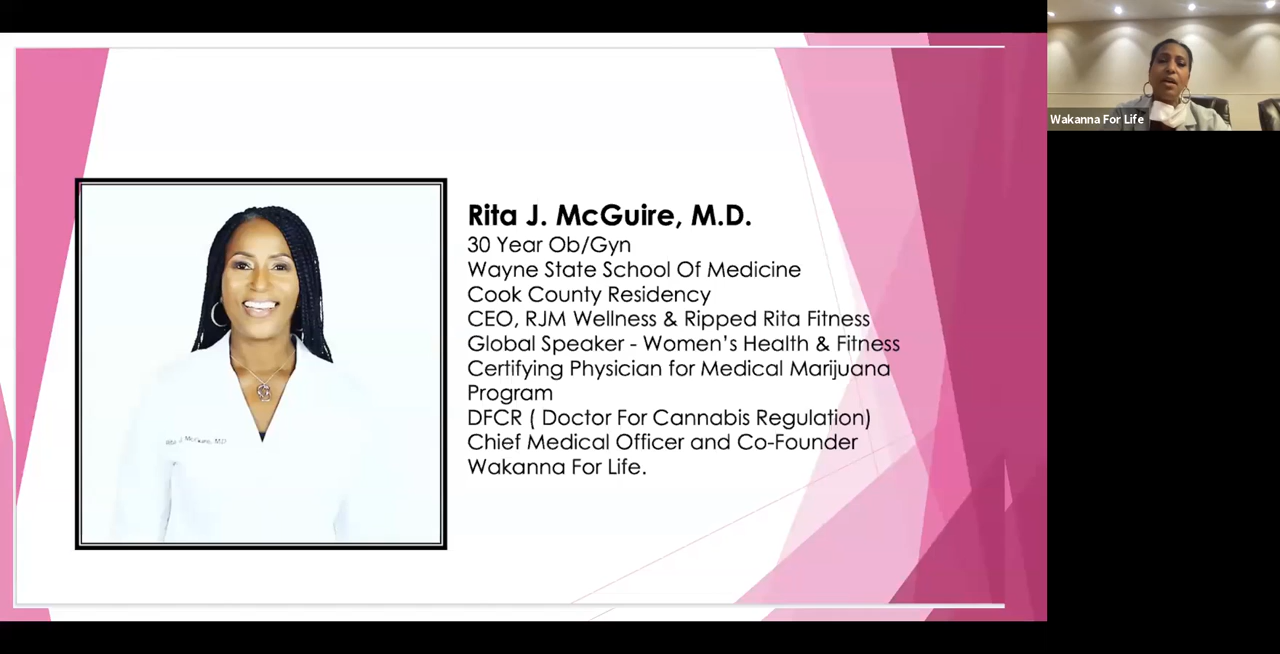 Rita J. McGuire, M.D.
30 Year Ob/Gyn
Wayne State School Of Medicine
Cook County Residency
CEO, RJM Wellness & Ripped Rita Fitness
Global Speaker - Women's Health & Fitness
Certifying Physician for Medical Marijuana
Program
DFCR ( Doctor For Cannabis Regulation)
Chief Medical Officer and Co-Founder
Wakanna For Life.
Rita J. McGuire, M.D
Wakanna For Life